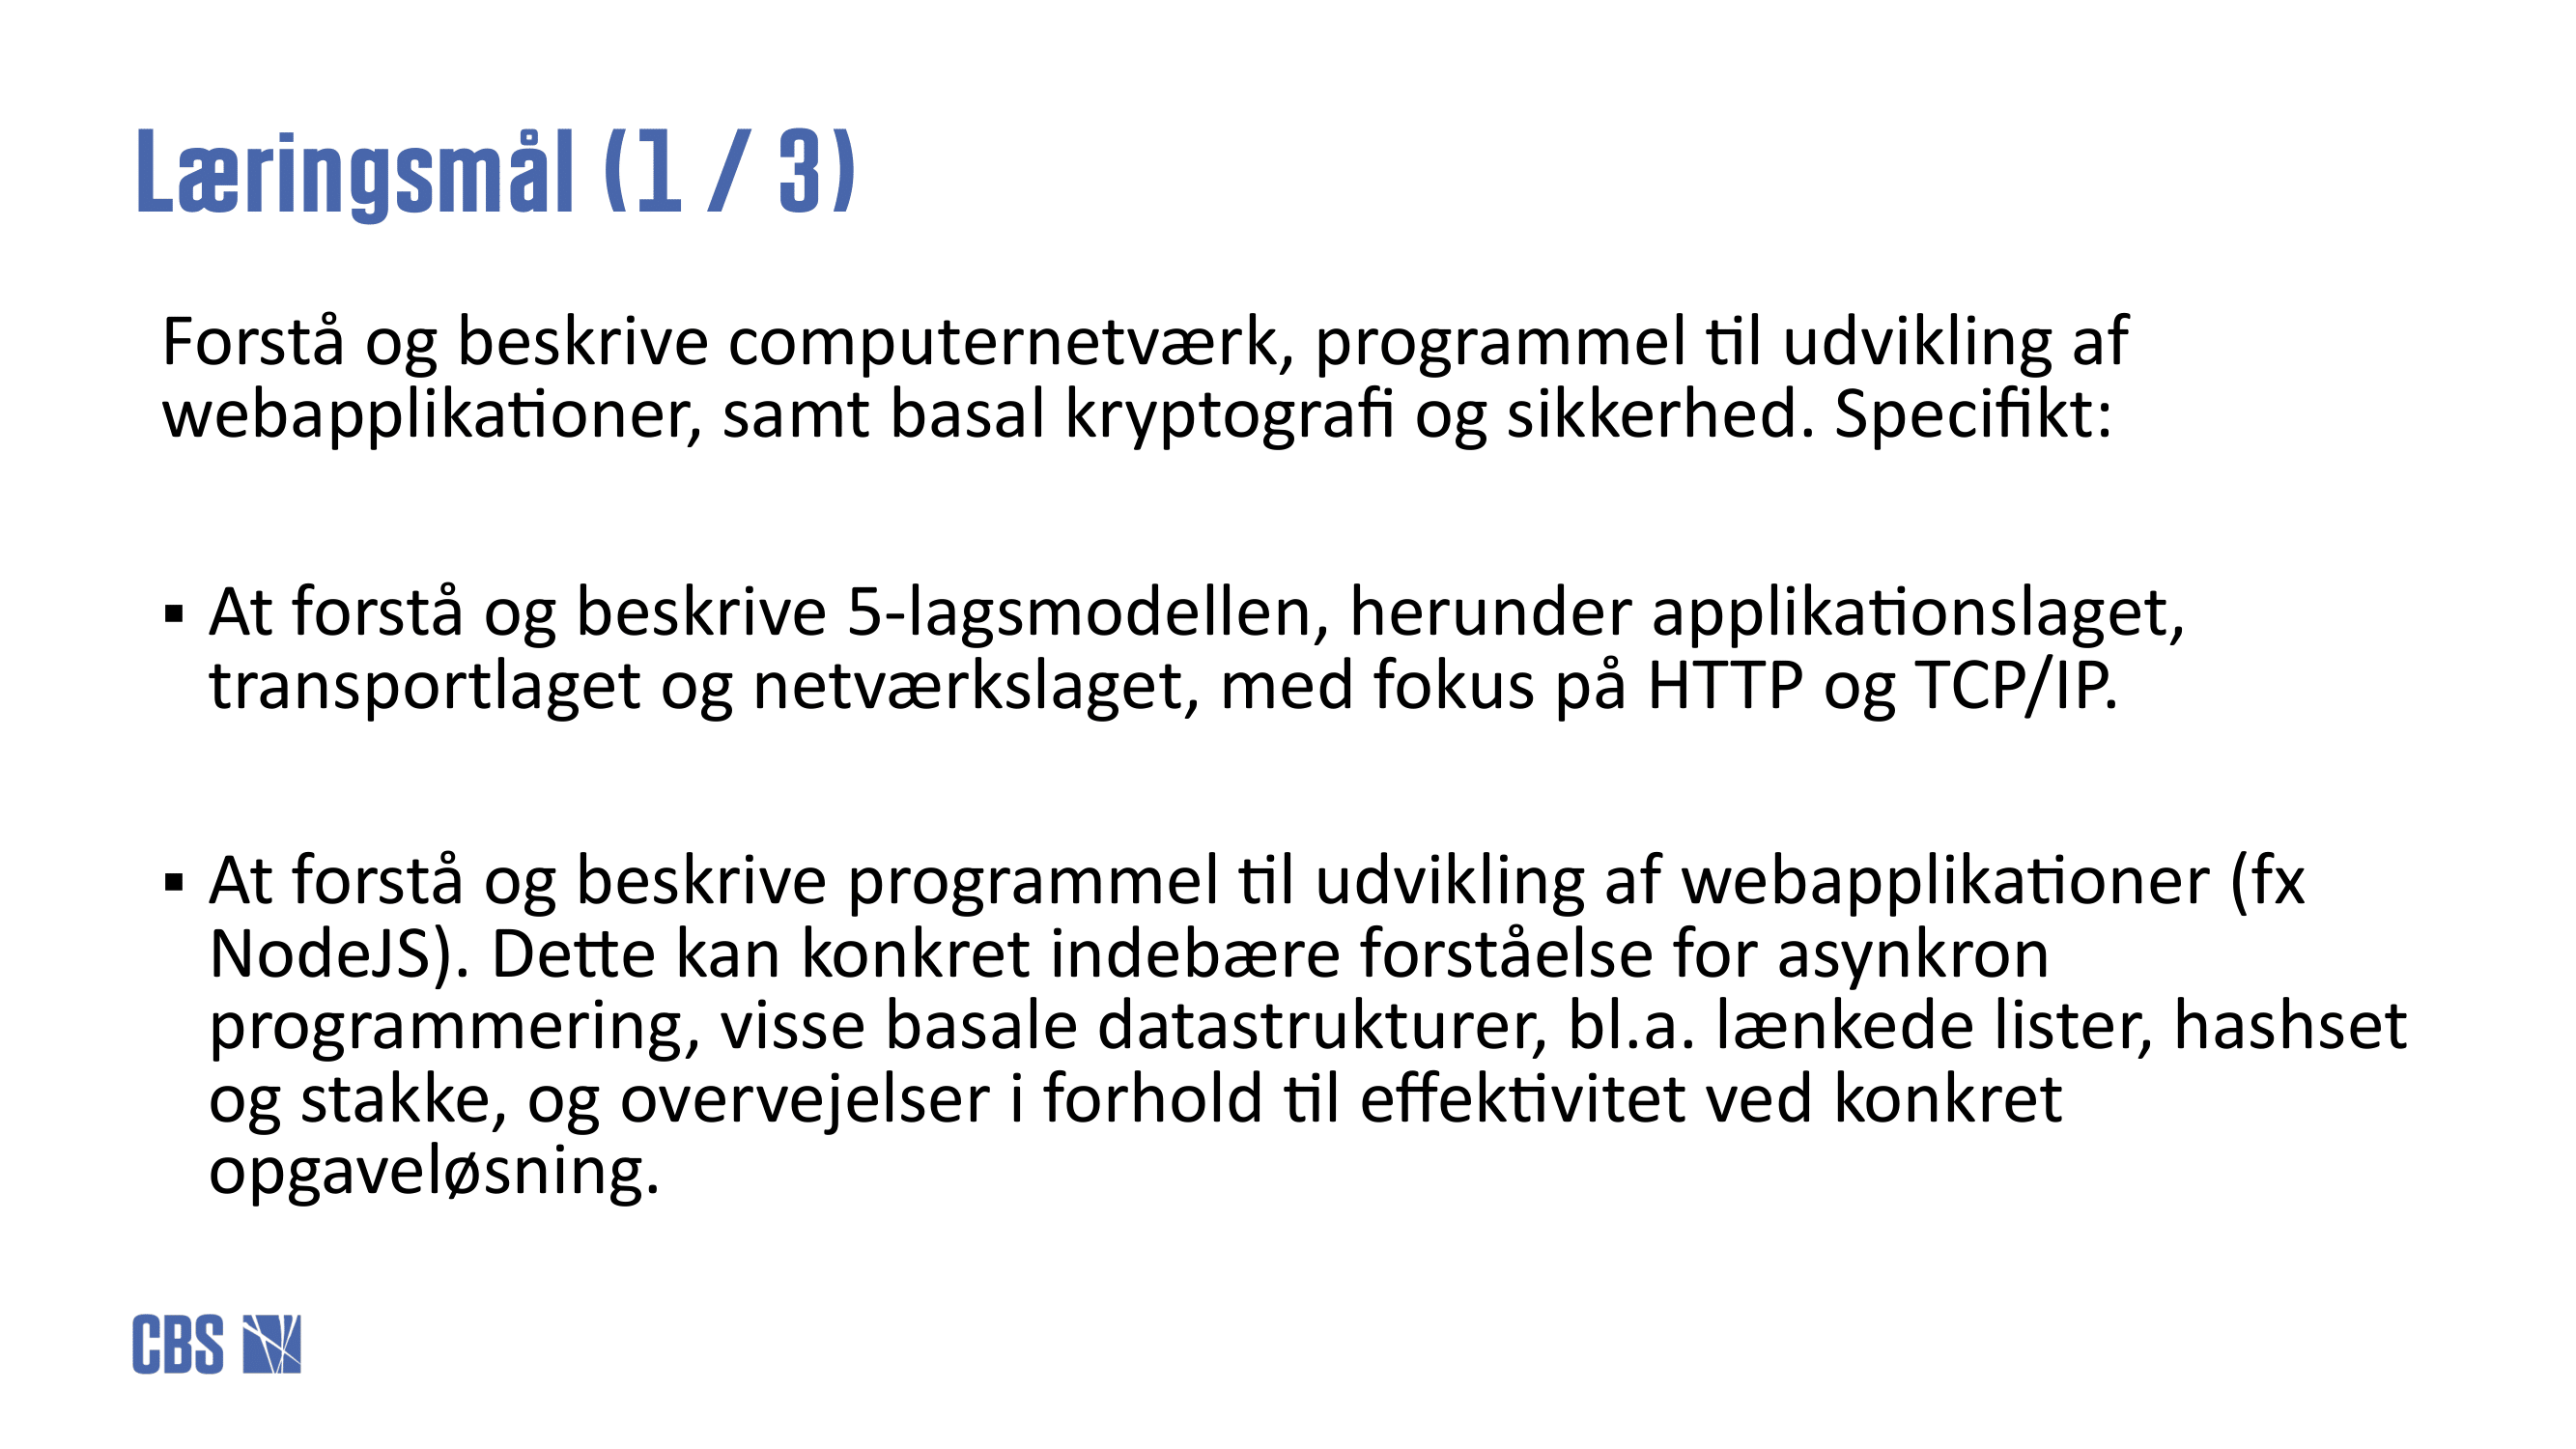 Læringsmål (1 / 3)
Forstå og beskrive computernetværk, programmel til udvikling af
webapplikationer, samt basal kryptografi og sikkerhed. Specifikt:
▪ At forstå og beskrive 5-lagsmodellen, herunder applikationslaget,
transportlaget og netværkslaget, med fokus på HTTP og TCP/IP.
▪ At forstå og beskrive programmel til udvikling af webapplikationer (fx
NodeJS). Dette kan konkret indebære forståelse for asynkron
programmering, visse basale datastrukturer, bl.a. lænkede lister, hashset
og stakke, og overvejelser i forhold til effektivitet ved konkret
opgaveløsning.
CBS